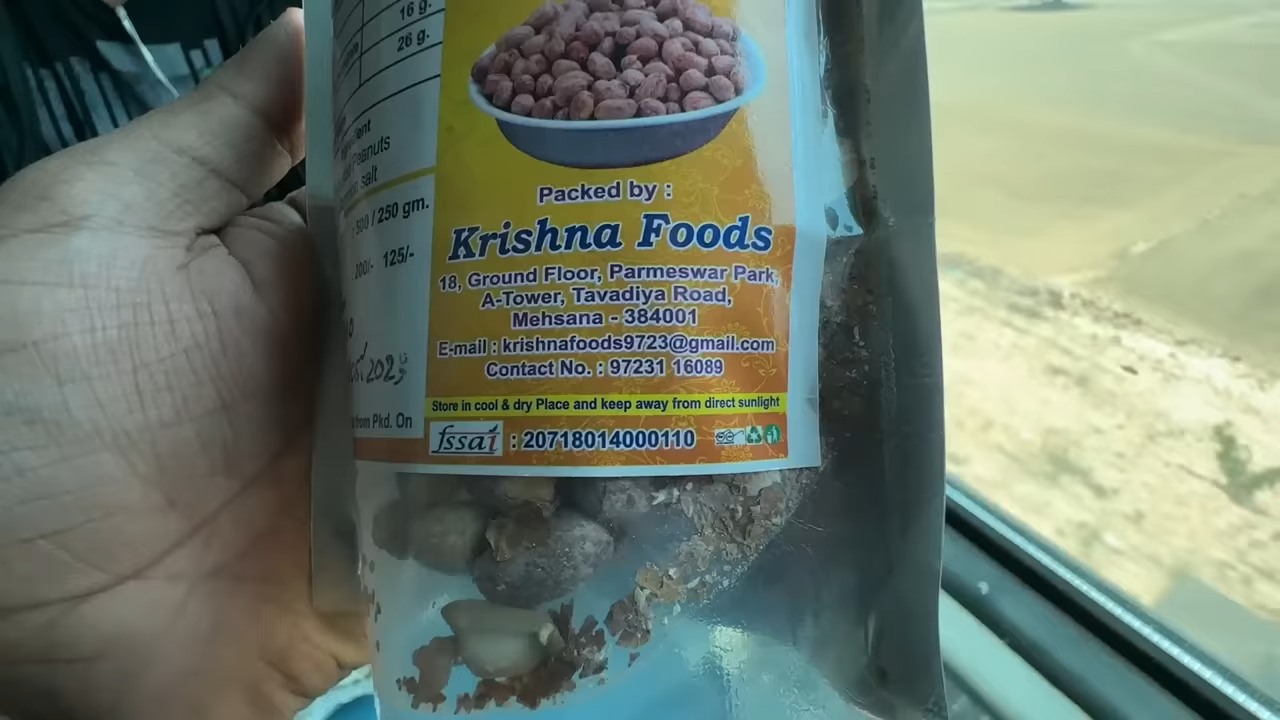 16 g.
26 g.
Peanuts
salt
500 / 250 gm.
200/- 125/-
2023
from Pkd. On
Packed by :
Krishna Foods
18, Ground Floor, Parmeswar Park,
A-Tower, Tavadiya Road,
Mehsana - 384001
E-mail : krishnafoods9723@gmail.com
Contact No. : 97231 16089
Store in cool & dry Place and keep away from direct sunlight
fssai : 20718014000110